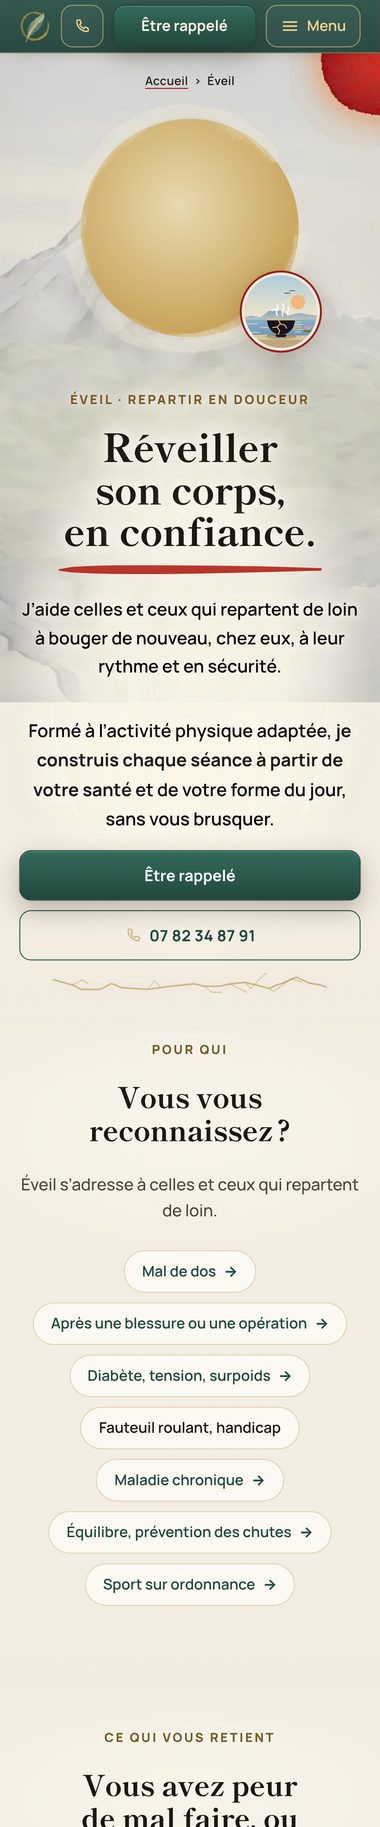 Être rappelé
Menu
Accueil › Éveil
ÉVEIL · REPARTIR EN DOUCEUR
Réveiller
son corps,
en confiance.
J’aide celles et ceux qui repartent de loin
à bouger de nouveau, chez eux, à leur
rythme et en sécurité.
Formé à l’activité physique adaptée, je
construis chaque séance à partir de
votre santé et de votre forme du jour,
sans vous brusquer.
Être rappelé
07 82 34 87 91
POUR QUI
Vous vous
reconnaissez ?
Éveil s’adresse à celles et ceux qui repartent
de loin.
Mal de dos →
Après une blessure ou une opération →
Diabète, tension, surpoids →
Fauteuil roulant, handicap
Maladie chronique →
Équilibre, prévention des chutes →
Sport sur ordonnance →
CE QUI VOUS RETIENT
Vous avez peur
de mal faire, ou